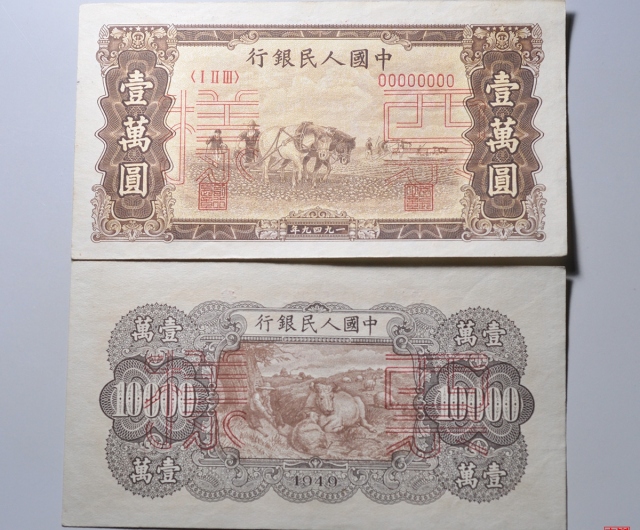 行銀民人國中
〈I II III〉 00000000
壹萬圓
壹萬圓
樣
年九四九一
行銀民人國中
萬壹
萬壹
10000
10000
萬壹
萬壹
1949